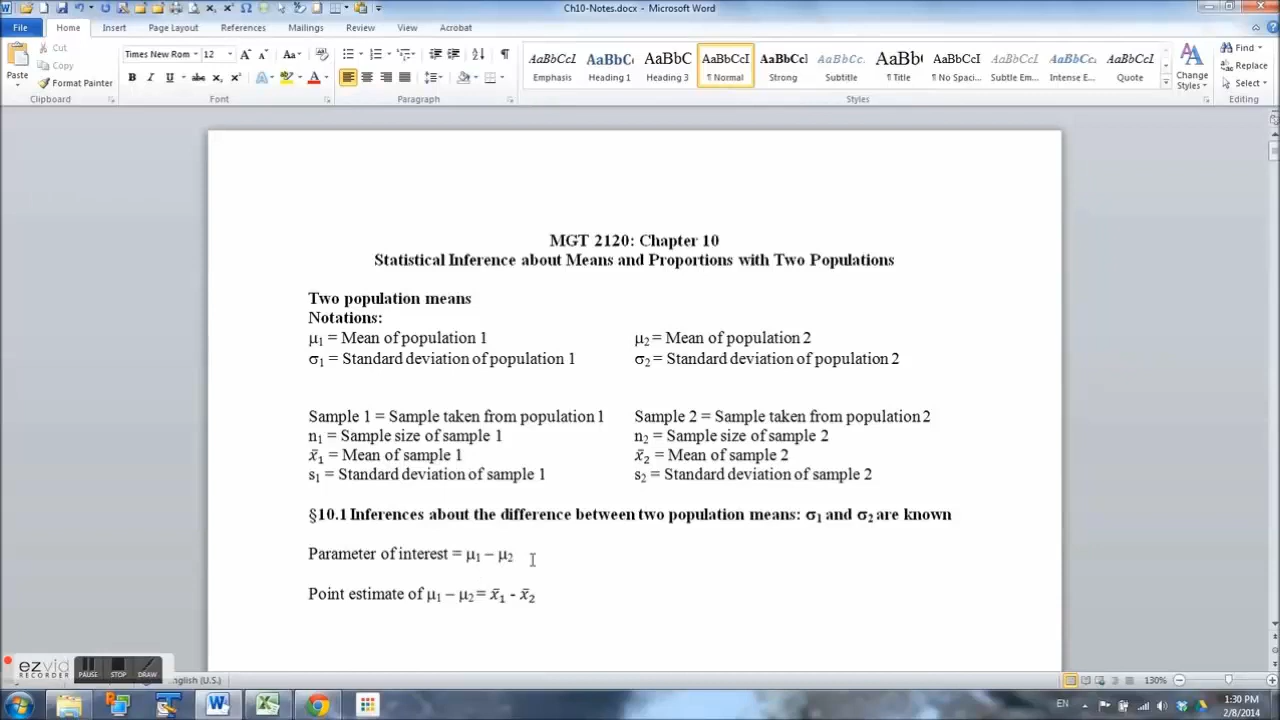 Ch10-Notes.docx - Microsoft Word
File Home Insert Page Layout References Mailings Review View Acrobat
Paste
Cut
Copy
Format Painter
Clipboard
Times New Rom 12
Font
Paragraph
AaBbCcI AaBbC AaBbC AaBbCcI AaBbCcl AaBbCc. AaBb( AaBbCcI AaBbCcI AaBbCcl AaBbCcI
Emphasis Heading 1 Heading 3 ¶ Normal Strong Subtitle ¶ Title ¶ No Spaci... Subtle Em... Intense E... Quote
Styles
Change Styles
Find
Replace
Select
Editing
MGT 2120: Chapter 10
Statistical Inference about Means and Proportions with Two Populations
Two population means
Notations:
μ₁ = Mean of population 1 μ₂ = Mean of population 2
σ₁ = Standard deviation of population 1 σ₂ = Standard deviation of population 2
Sample 1 = Sample taken from population 1 Sample 2 = Sample taken from population 2
n₁ = Sample size of sample 1 n₂ = Sample size of sample 2
x̄₁ = Mean of sample 1 x̄₂ = Mean of sample 2
s₁ = Standard deviation of sample 1 s₂ = Standard deviation of sample 2
§10.1 Inferences about the difference between two population means: σ₁ and σ₂ are known
Parameter of interest = μ₁ – μ₂
Point estimate of μ₁ – μ₂ = x̄₁ - x̄₂
ezvid
RECORDER
PAUSE STOP DRAW
nglish (U.S.)
130%
EN
1:30 PM
2/8/2014